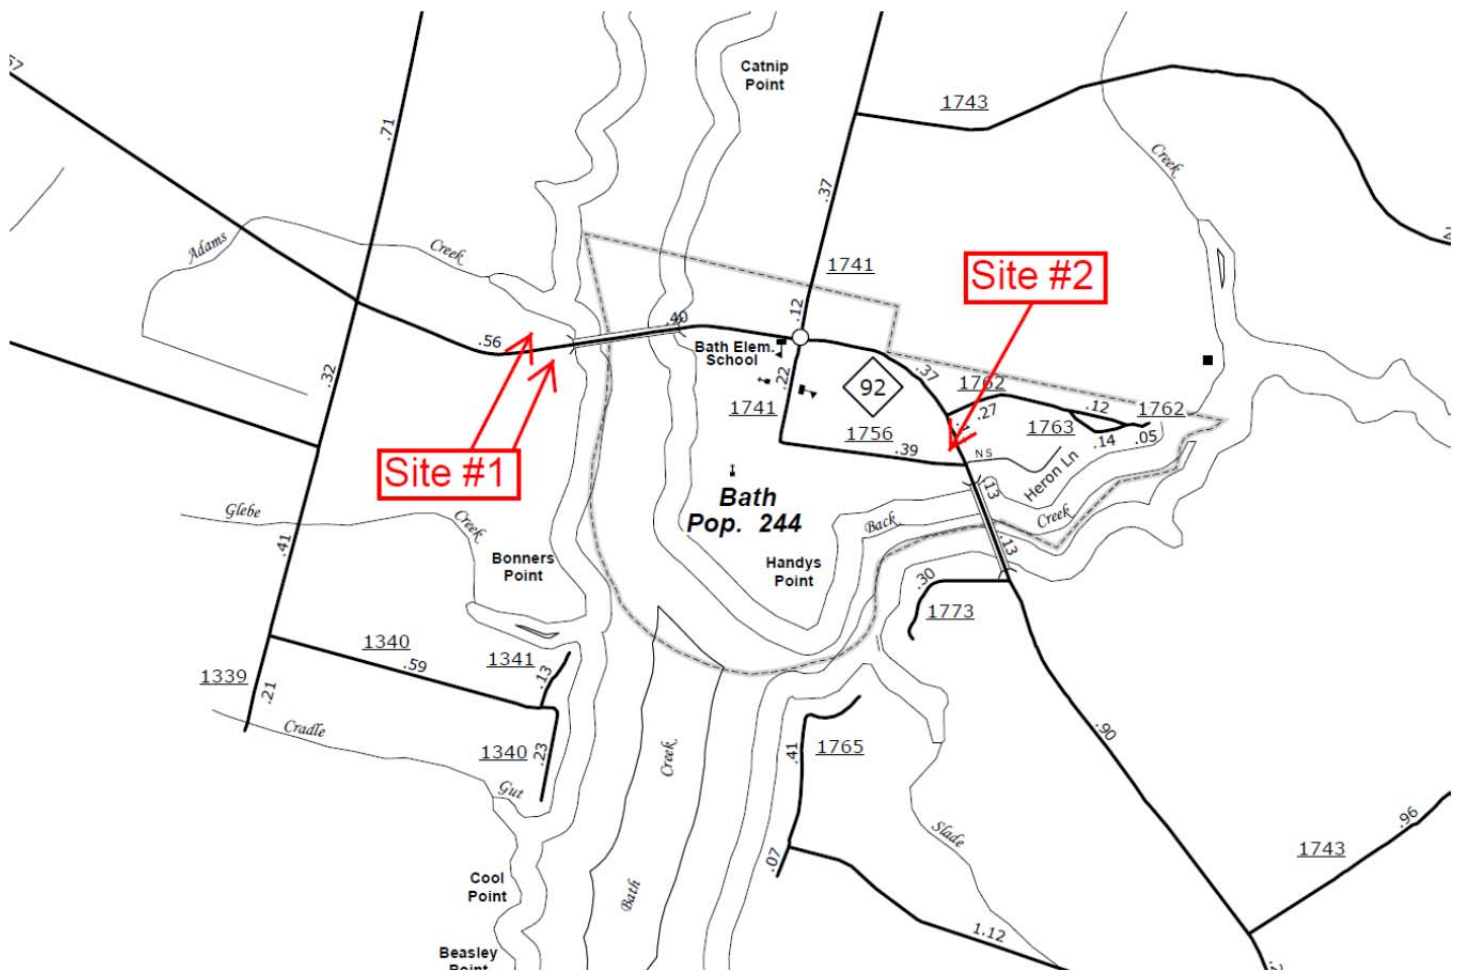 Catnip
Point
1743
.71
Creek
.37
Adams
Creek
1741
Site #2
.12
.40
.56
Bath Elem.
School
.37
.32
.22
92
1762
1741
.27
.12
1762
1756
1763
.39
.14
.05
N S
Site #1
Heron Ln
Bath
Pop. 244
.13
Glebe
Creek
Back
Creek
.41
Bonners
Point
Handys
Point
.13
.30
1773
1340
.59
1341
.13
1339
.21
Cradle
1340
.23
Gut
Creek
.41
1765
.90
Slade
.96
1743
.07
Cool
Point
Bath
1.12
Beasley
Point